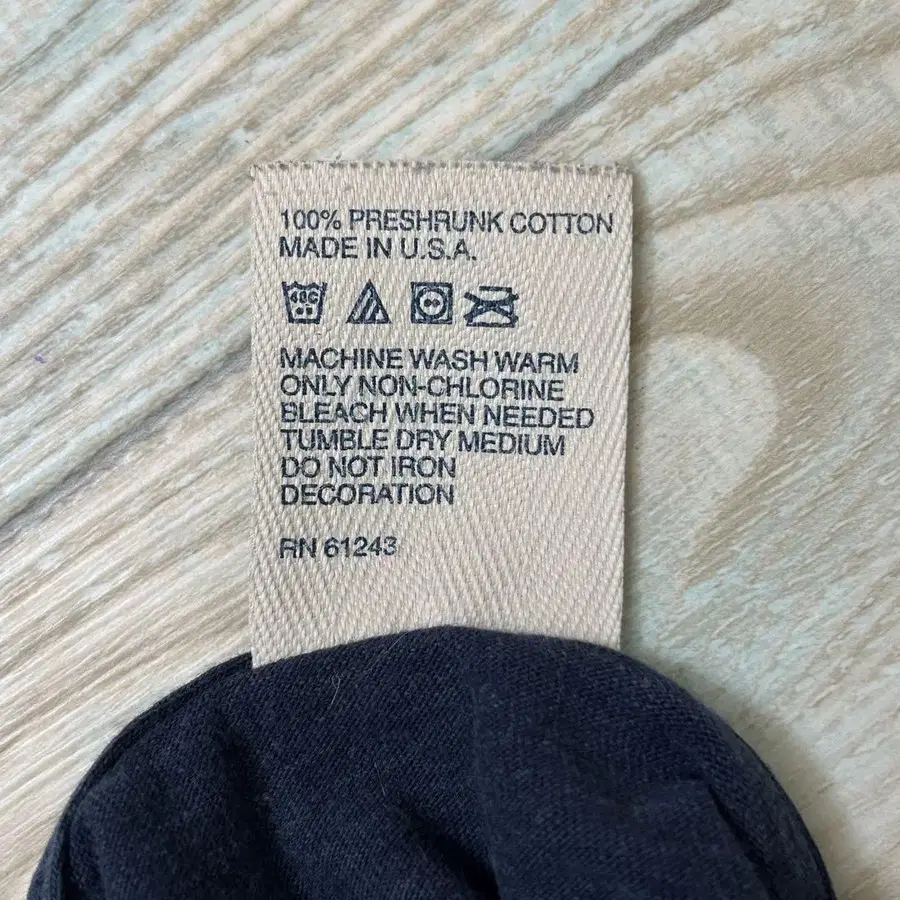 100% PRESHRUNK COTTON
MADE IN U.S.A.
40C
MACHINE WASH WARM
ONLY NON-CHLORINE
BLEACH WHEN NEEDED
TUMBLE DRY MEDIUM
DO NOT IRON
DECORATION
RN 61243